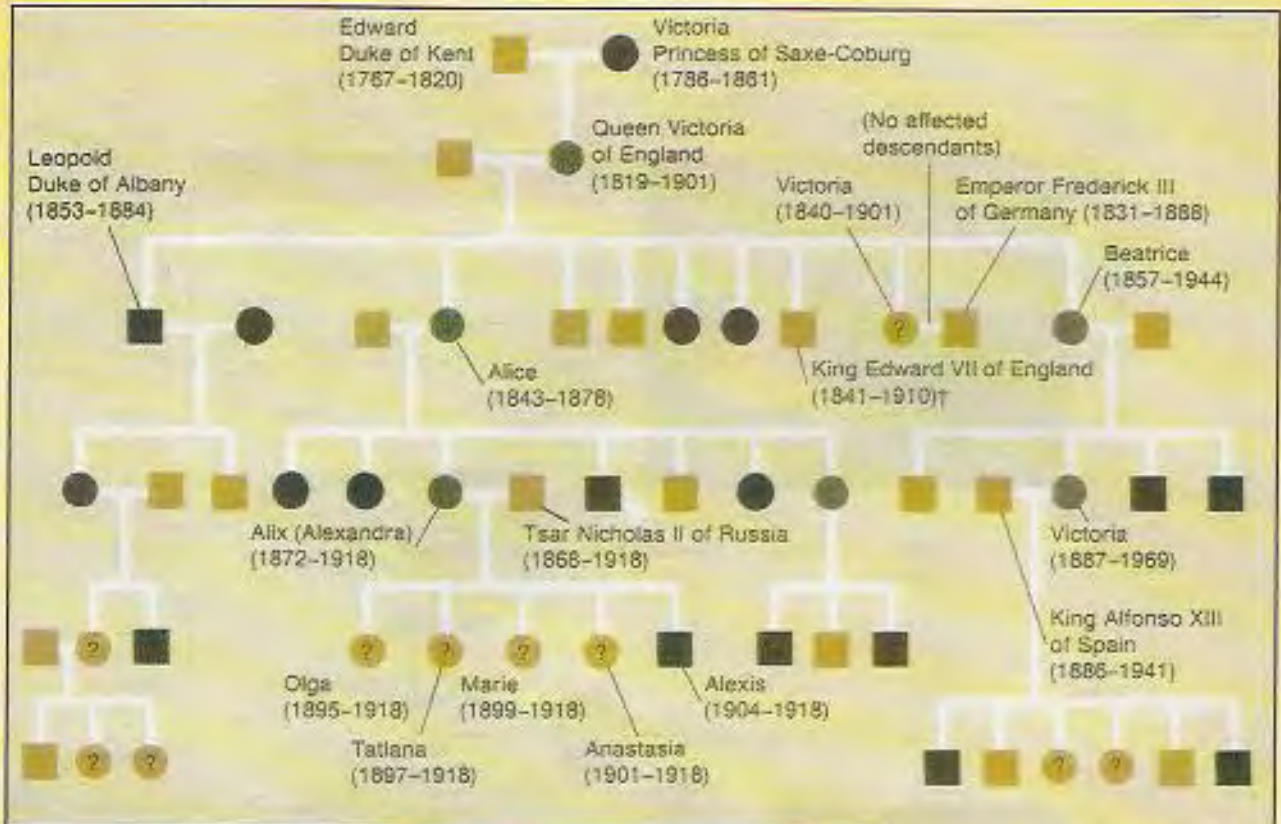 Edward
Duke of Kent
(1767–1820)
Victoria
Princess of Saxe-Coburg
(1786–1861)
Queen Victoria
of England
(1819–1901)
(No affected
descendants)
Leopold
Duke of Albany
(1853–1884)
Victoria
(1840–1901)
Emperor Frederick III
of Germany (1831–1888)
Beatrice
(1857–1944)
?
Alice
(1843–1878)
King Edward VII of England
(1841–1910)†
Alix (Alexandra)
(1872–1918)
Tsar Nicholas II of Russia
(1868–1918)
Victoria
(1887–1969)
King Alfonso XIII
of Spain
(1886–1941)
? ? ? ? ?
Olga
(1895–1918)
Marie
(1899–1918)
Alexis
(1904–1918)
Tatiana
(1897–1918)
Anastasia
(1901–1918)
? ? ? ?